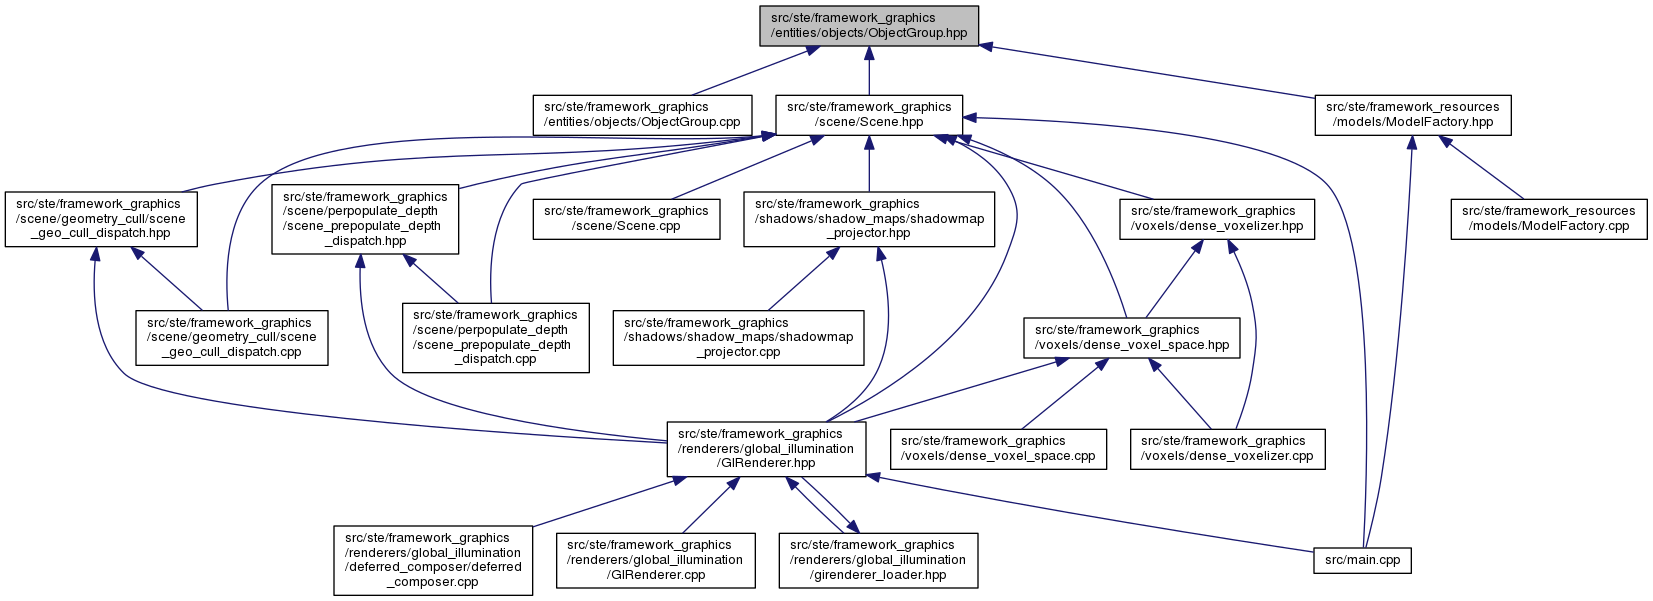 src/ste/framework_graphics
/entities/objects/ObjectGroup.hpp
src/ste/framework_graphics
/entities/objects/ObjectGroup.cpp
src/ste/framework_graphics
/scene/Scene.hpp
src/ste/framework_resources
/models/ModelFactory.hpp
src/ste/framework_graphics
/scene/geometry_cull/scene
_geo_cull_dispatch.hpp
src/ste/framework_graphics
/scene/perpopulate_depth
/scene_prepopulate_depth
_dispatch.hpp
src/ste/framework_graphics
/scene/Scene.cpp
src/ste/framework_graphics
/shadows/shadow_maps/shadowmap
_projector.hpp
src/ste/framework_graphics
/voxels/dense_voxelizer.hpp
src/ste/framework_resources
/models/ModelFactory.cpp
src/ste/framework_graphics
/scene/geometry_cull/scene
_geo_cull_dispatch.cpp
src/ste/framework_graphics
/scene/perpopulate_depth
/scene_prepopulate_depth
_dispatch.cpp
src/ste/framework_graphics
/shadows/shadow_maps/shadowmap
_projector.cpp
src/ste/framework_graphics
/voxels/dense_voxel_space.hpp
src/ste/framework_graphics
/renderers/global_illumination
/GIRenderer.hpp
src/ste/framework_graphics
/voxels/dense_voxel_space.cpp
src/ste/framework_graphics
/voxels/dense_voxelizer.cpp
src/ste/framework_graphics
/renderers/global_illumination
/deferred_composer/deferred
_composer.cpp
src/ste/framework_graphics
/renderers/global_illumination
/GIRenderer.cpp
src/ste/framework_graphics
/renderers/global_illumination
/girenderer_loader.hpp
src/main.cpp